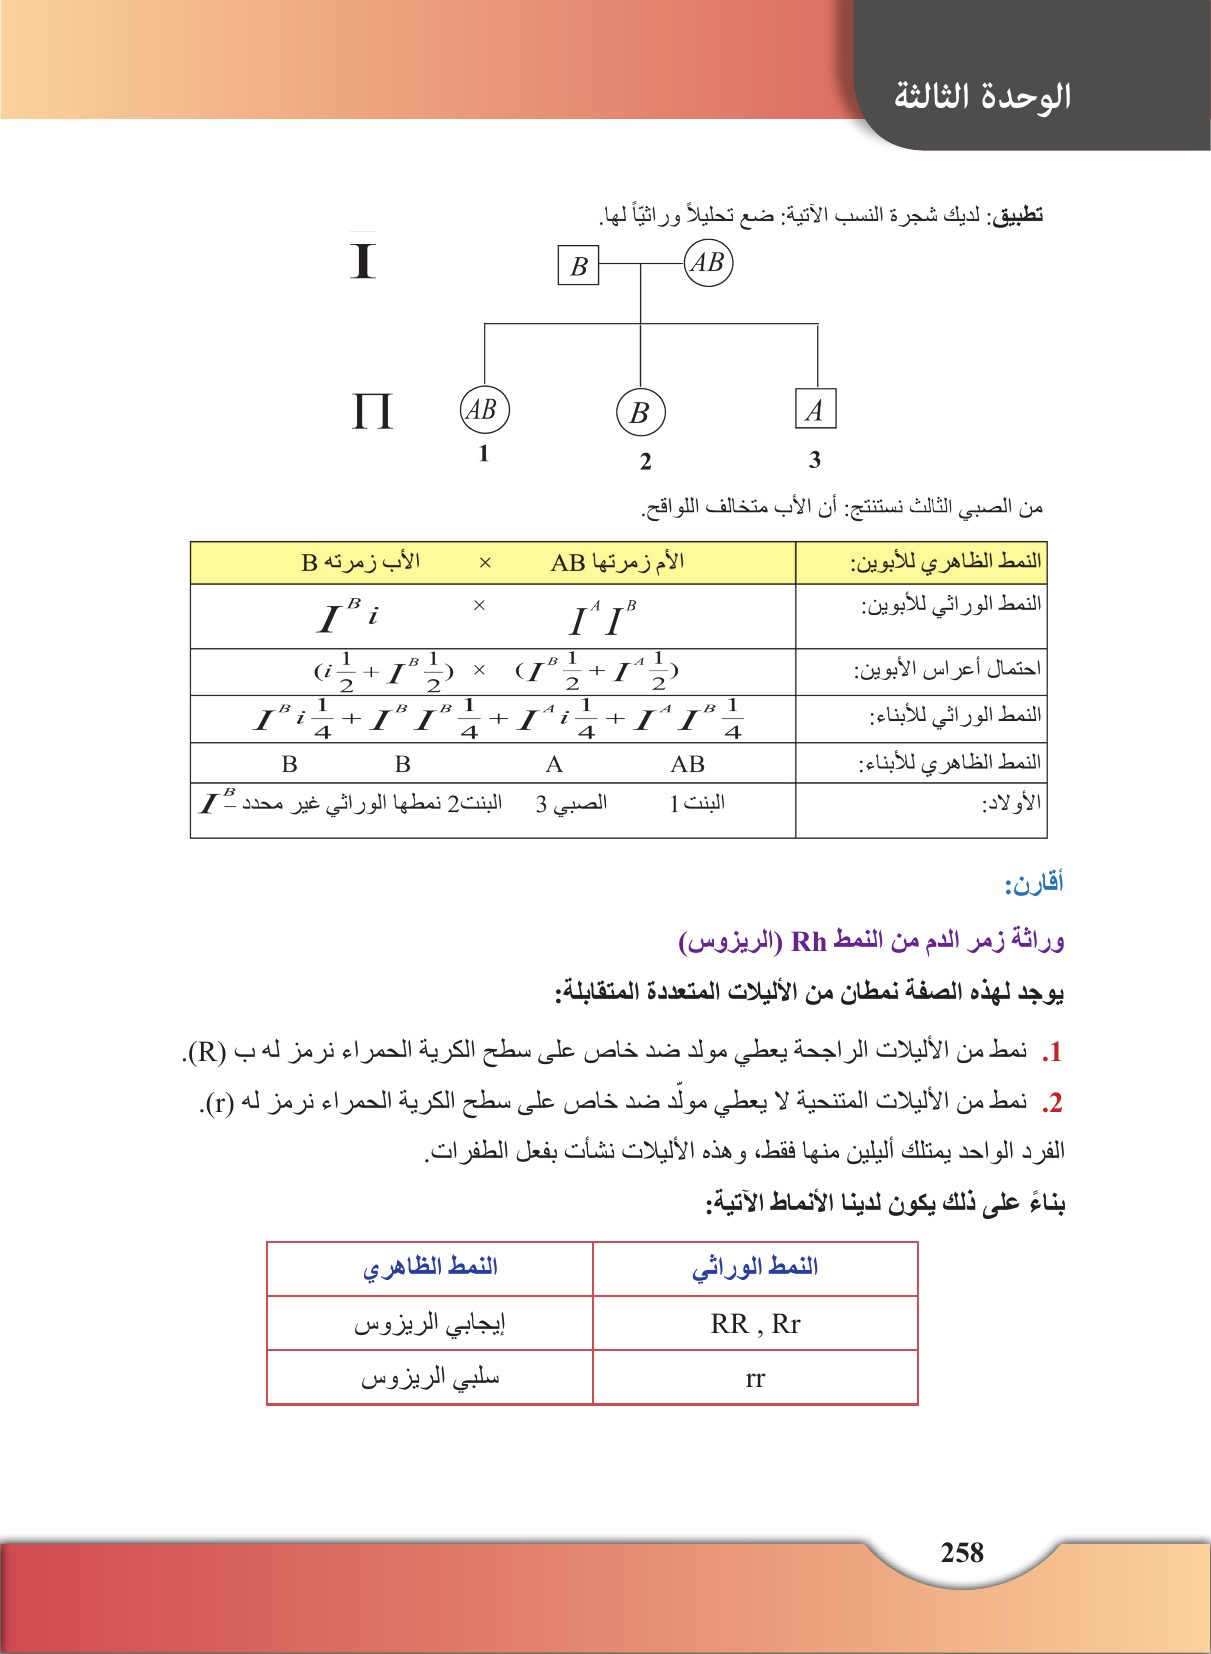 الوحدة الثالثة
تطبيق: لديك شجرة النسب الآتية: ضع تحليلاً وراثيّاً لها.
I
B AB
II
AB B A
1 2 3
من الصبي الثالث نستنتج: أن الأب متخالف اللواقح.
النمط الظاهري للأبوين: الأم زمرتها AB × الأب زمرته B
النمط الوراثي للأبوين: I^A I^B × I^B i
احتمال أعراس الأبوين: (I^B 1/2 + I^A 1/2) × (i 1/2 + I^B 1/2)
النمط الوراثي للأبناء: I^B i 1/4 + I^B I^B 1/4 + I^A i 1/4 + I^A I^B 1/4
النمط الظاهري للأبناء: AB A B B
الأولاد: البنت 1 الصبي 3 البنت2 نمطها الوراثي غير محدد I^B –
أقارن:
وراثة زمر الدم من النمط Rh (الريزوس)
يوجد لهذه الصفة نمطان من الأليلات المتعددة المتقابلة:
1. نمط من الأليلات الراجحة يعطي مولد ضد خاص على سطح الكرية الحمراء نرمز له ب (R).
2. نمط من الأليلات المتنحية لا يعطي مولّد ضد خاص على سطح الكرية الحمراء نرمز له (r).
الفرد الواحد يمتلك أليلين منها فقط، وهذه الأليلات نشأت بفعل الطفرات.
بناءً على ذلك يكون لدينا الأنماط الآتية:
النمط الوراثي النمط الظاهري
RR , Rr إيجابي الريزوس
rr سلبي الريزوس
258